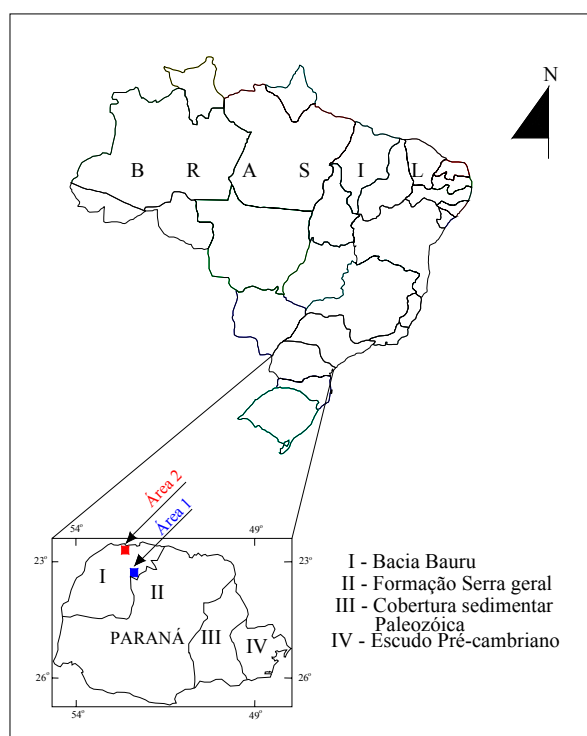 N
B R A S I L
Área 2
Área 1
54° 49°
23° 23°
I
II
PARANÁ
III
IV
26° 26°
54° 49°
I - Bacia Bauru
II - Formação Serra geral
III - Cobertura sedimentar
Paleozóica
IV - Escudo Pré-cambriano